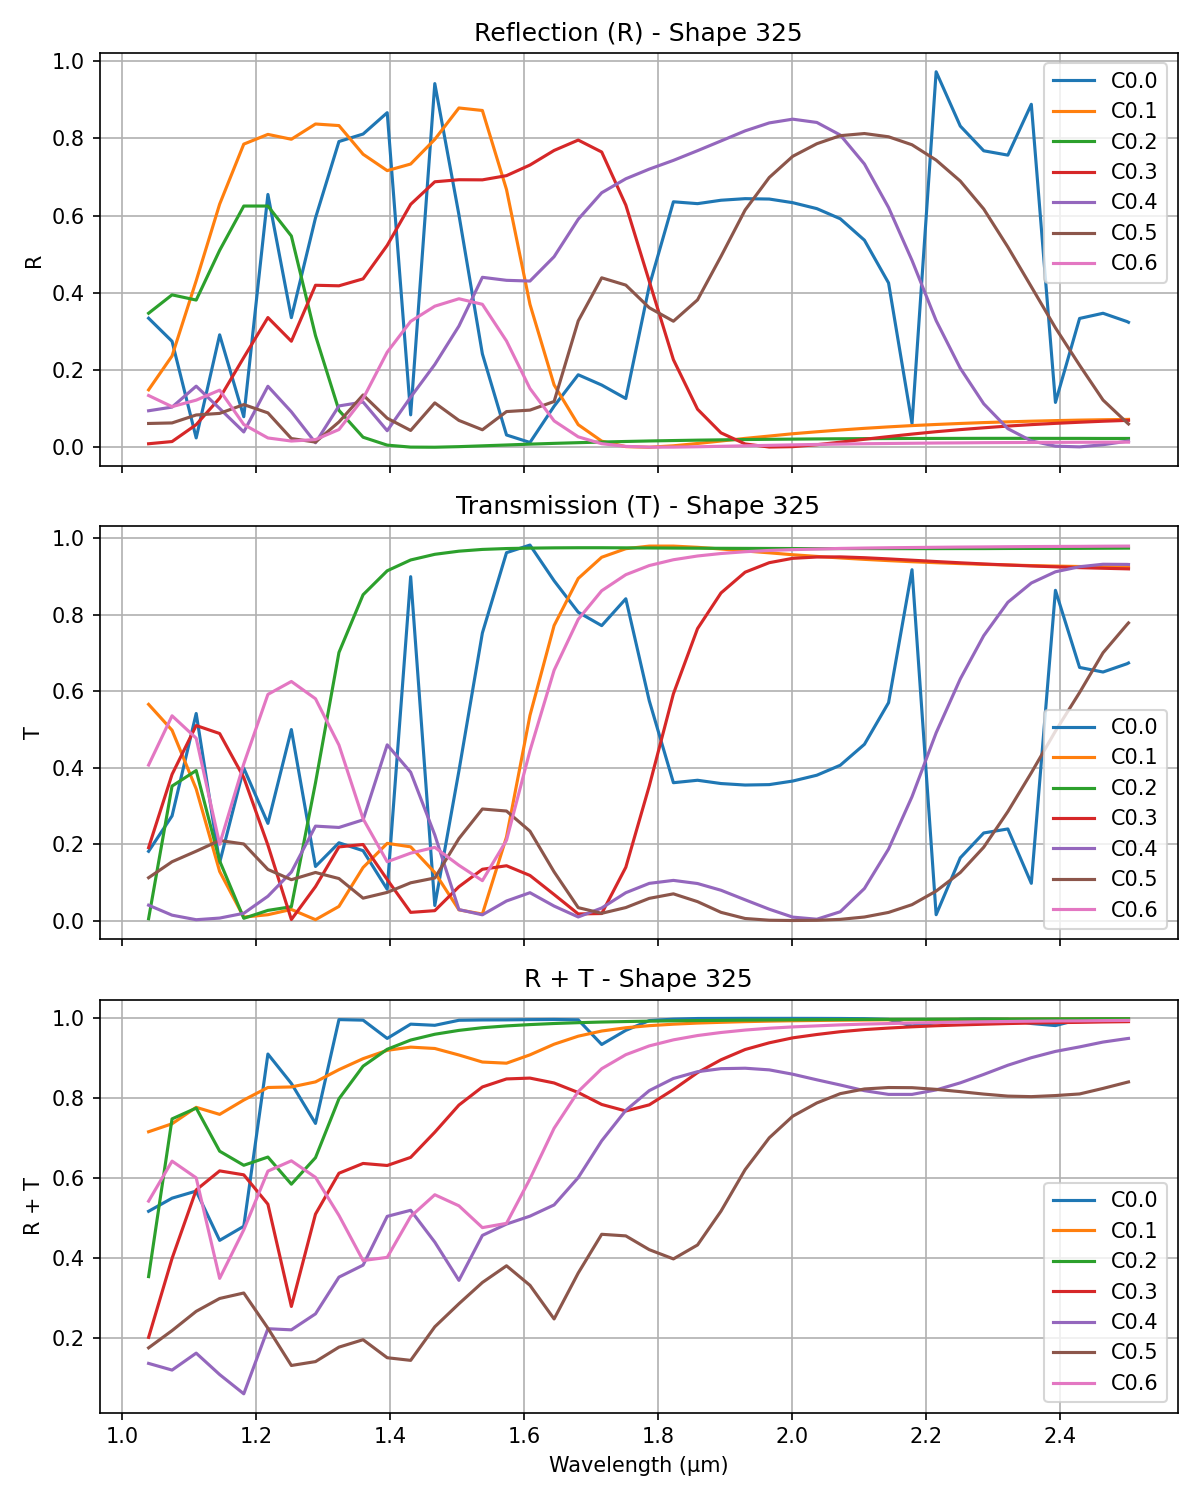 Reflection (R) - Shape 325
1.0
0.8
0.6
0.4
0.2
0.0
R
C0.0
C0.1
C0.2
C0.3
C0.4
C0.5
C0.6
Transmission (T) - Shape 325
1.0
0.8
0.6
0.4
0.2
0.0
T
C0.0
C0.1
C0.2
C0.3
C0.4
C0.5
C0.6
R + T - Shape 325
1.0
0.8
0.6
0.4
0.2
R + T
C0.0
C0.1
C0.2
C0.3
C0.4
C0.5
C0.6
1.0 1.2 1.4 1.6 1.8 2.0 2.2 2.4
Wavelength (μm)